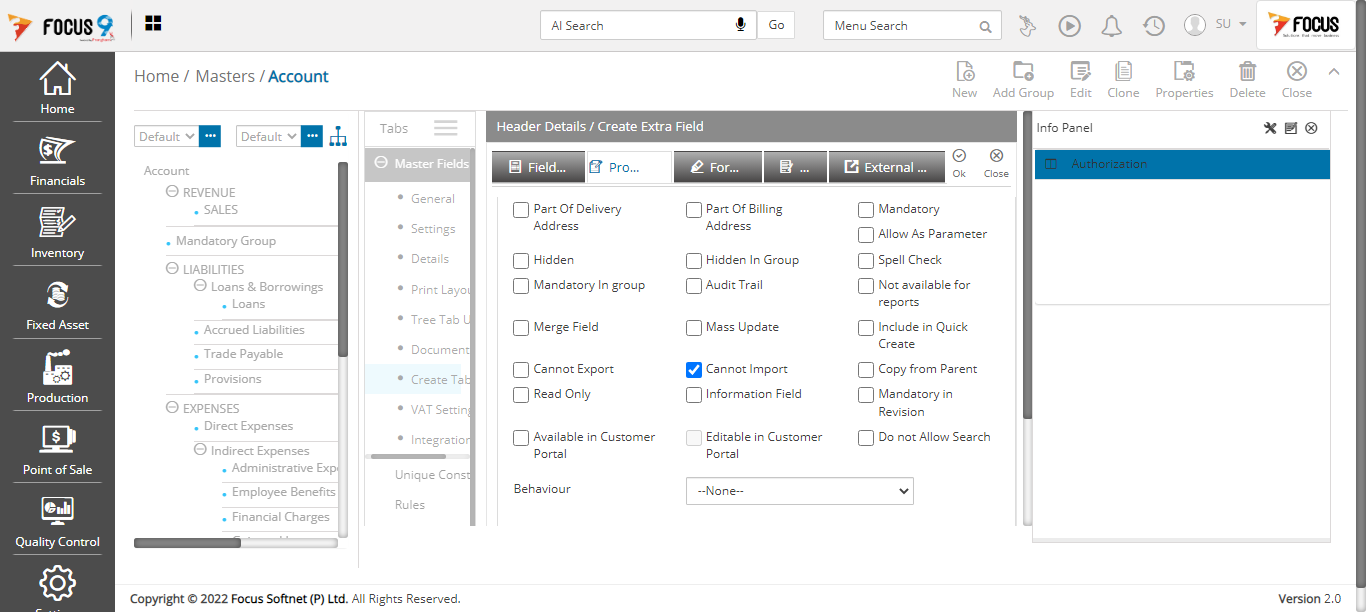 FOCUS 9
AI Search
Go
Menu Search
SU
FOCUS
Home / Masters / Account
New
Add Group
Edit
Clone
Properties
Delete
Close
Home
Financials
Inventory
Fixed Asset
Production
Point of Sale
Quality Control
Default
Default
Account
REVENUE
SALES
Mandatory Group
LIABILITIES
Loans & Borrowings
Loans
Accrued Liabilities
Trade Payable
Provisions
EXPENSES
Direct Expenses
Indirect Expenses
Administrative Exp
Employee Benefits
Financial Charges
Tabs
Master Fields
General
Settings
Details
Print Layou
Tree Tab U
Document
Create Tab
VAT Setting
Integration
Unique Const
Rules
Header Details / Create Extra Field
Field...
Pro...
For...
...
External ...
Ok
Close
Part Of Delivery
Address
Part Of Billing
Address
Mandatory
Allow As Parameter
Hidden
Hidden In Group
Spell Check
Mandatory In group
Audit Trail
Not available for
reports
Merge Field
Mass Update
Include in Quick
Create
Cannot Export
Cannot Import
Copy from Parent
Read Only
Information Field
Mandatory in
Revision
Available in Customer
Portal
Editable in Customer
Portal
Do not Allow Search
Behaviour
--None--
Info Panel
Authorization
Copyright © 2022 Focus Softnet (P) Ltd. All Rights Reserved.
Version 2.0